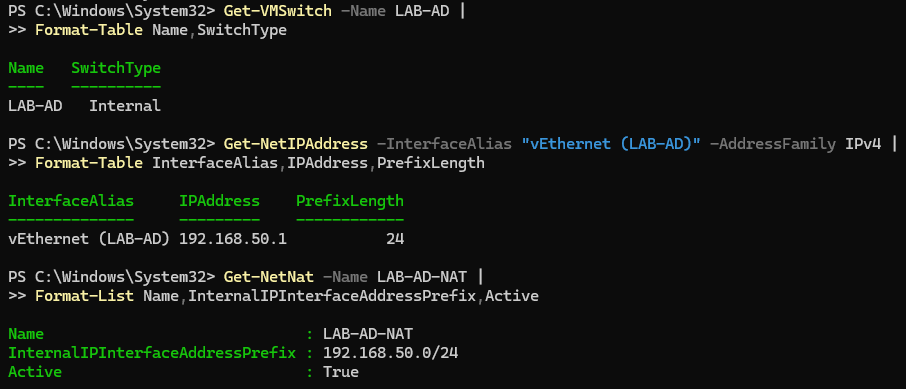 PS C:\Windows\System32> Get-VMSwitch -Name LAB-AD |
>> Format-Table Name,SwitchType
Name   SwitchType
----   ----------
LAB-AD   Internal
PS C:\Windows\System32> Get-NetIPAddress -InterfaceAlias "vEthernet (LAB-AD)" -AddressFamily IPv4 |
>> Format-Table InterfaceAlias,IPAddress,PrefixLength
InterfaceAlias     IPAddress    PrefixLength
--------------     ---------    ------------
vEthernet (LAB-AD) 192.168.50.1           24
PS C:\Windows\System32> Get-NetNat -Name LAB-AD-NAT |
>> Format-List Name,InternalIPInterfaceAddressPrefix,Active
Name                             : LAB-AD-NAT
InternalIPInterfaceAddressPrefix : 192.168.50.0/24
Active                           : True